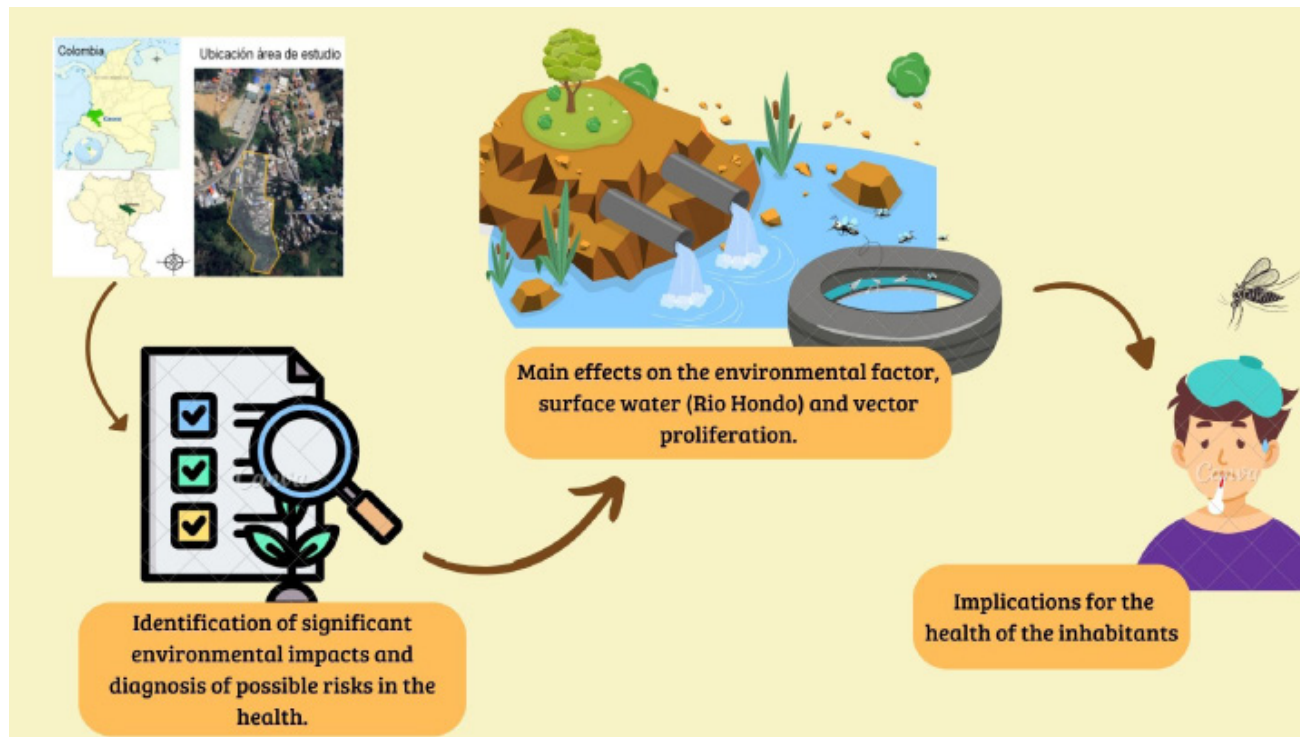 Colombia
Ubicación área de estudio
Cauca
Main effects on the environmental factor,
surface water (Rio Hondo) and vector
proliferation.
Canva
Canva
Identification of significant
environmental impacts and
diagnosis of possible risks in the
health.
Implications for the
health of the inhabitants